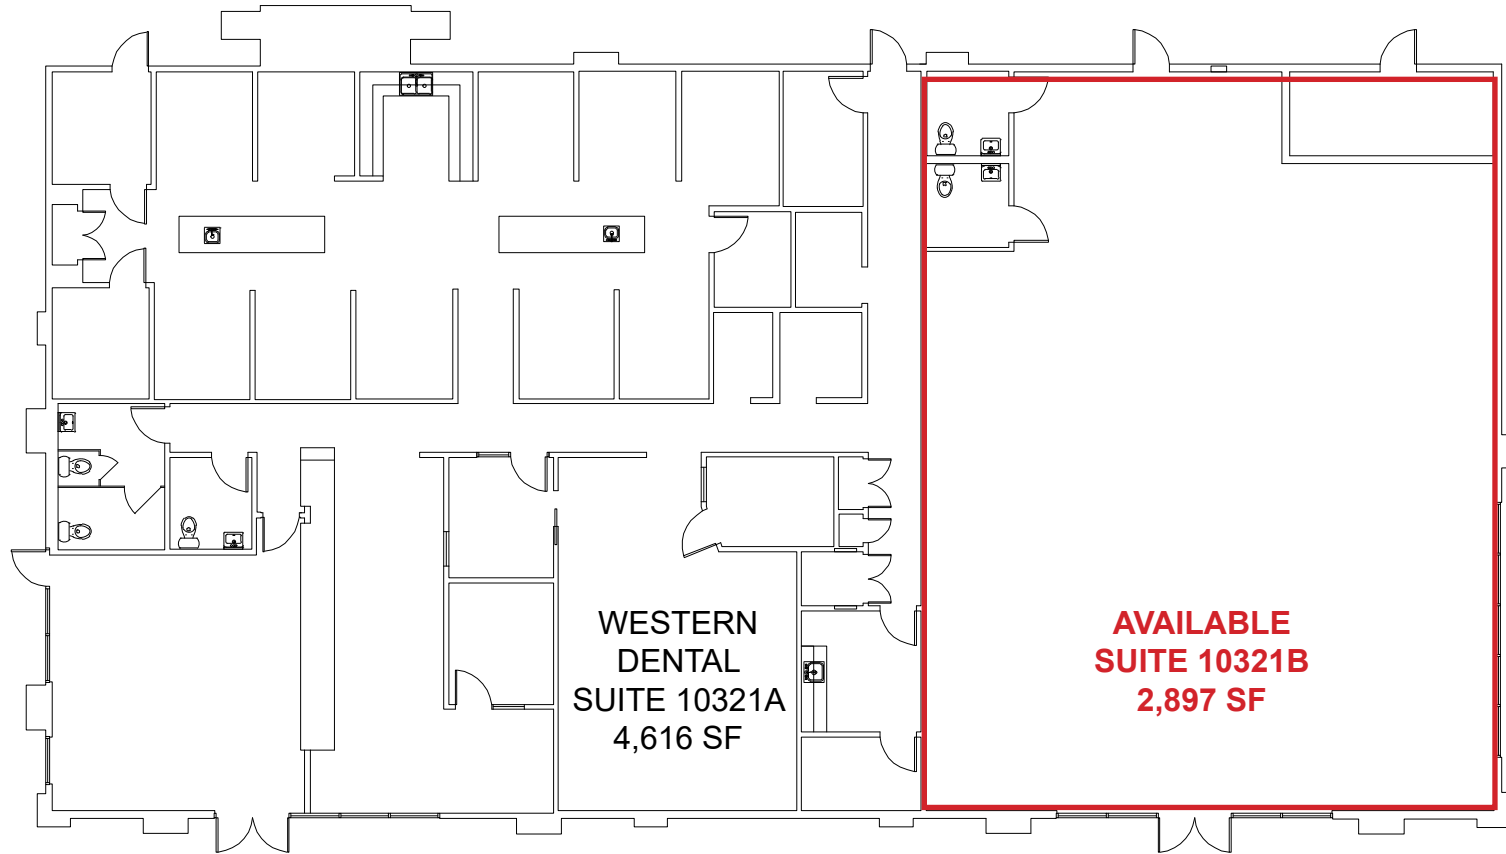 WESTERN
DENTAL
SUITE 10321A
4,616 SF
AVAILABLE
SUITE 10321B
2,897 SF